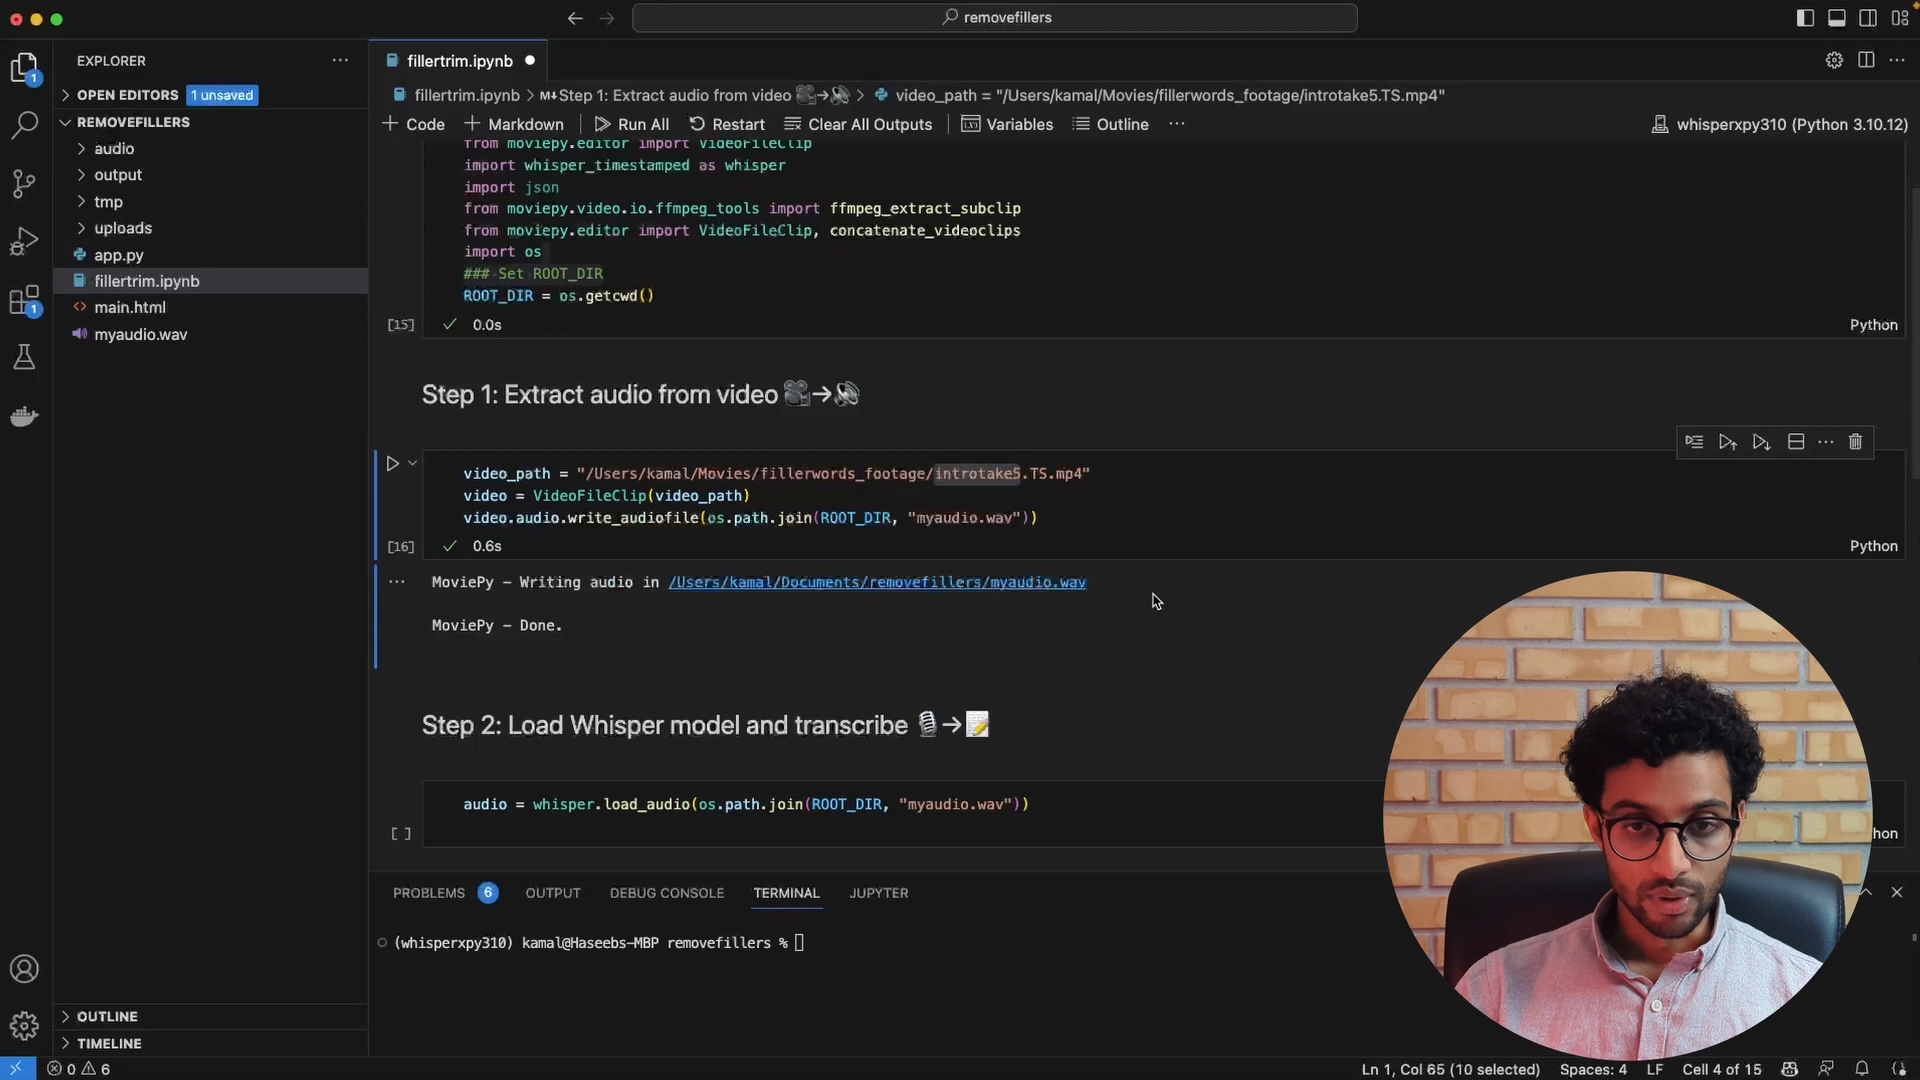 removefillers
EXPLORER
fillertrim.ipynb
1
OPEN EDITORS 1 unsaved
fillertrim.ipynb > M↓Step 1: Extract audio from video 🎥→🔊 > video_path = "/Users/kamal/Movies/fillerwords_footage/introtake5.TS.mp4"
REMOVEFILLERS
+ Code + Markdown Run All Restart Clear All Outputs Variables Outline ... whisperxpy310 (Python 3.10.12)
audio
output
tmp
uploads
app.py
fillertrim.ipynb
1
main.html
myaudio.wav
from moviepy.editor import VideoFileClip
import whisper_timestamped as whisper
import json
from moviepy.video.io.ffmpeg_tools import ffmpeg_extract_subclip
from moviepy.editor import VideoFileClip, concatenate_videoclips
import os
### Set ROOT_DIR
ROOT_DIR = os.getcwd()
[15] ✓ 0.0s Python
Step 1: Extract audio from video 🎥→🔊
video_path = "/Users/kamal/Movies/fillerwords_footage/introtake5.TS.mp4"
video = VideoFileClip(video_path)
video.audio.write_audiofile(os.path.join(ROOT_DIR, "myaudio.wav"))
[16] ✓ 0.6s Python
... MoviePy – Writing audio in /Users/kamal/Documents/removefillers/myaudio.wav
MoviePy – Done.
Step 2: Load Whisper model and transcribe 🎙→📝
audio = whisper.load_audio(os.path.join(ROOT_DIR, "myaudio.wav"))
[ ] hon
PROBLEMS 6 OUTPUT DEBUG CONSOLE TERMINAL JUPYTER
(whisperxpy310) kamal@Haseebs-MBP removefillers %
OUTLINE
TIMELINE
0 6 Ln 1, Col 65 (10 selected) Spaces: 4 LF Cell 4 of 15